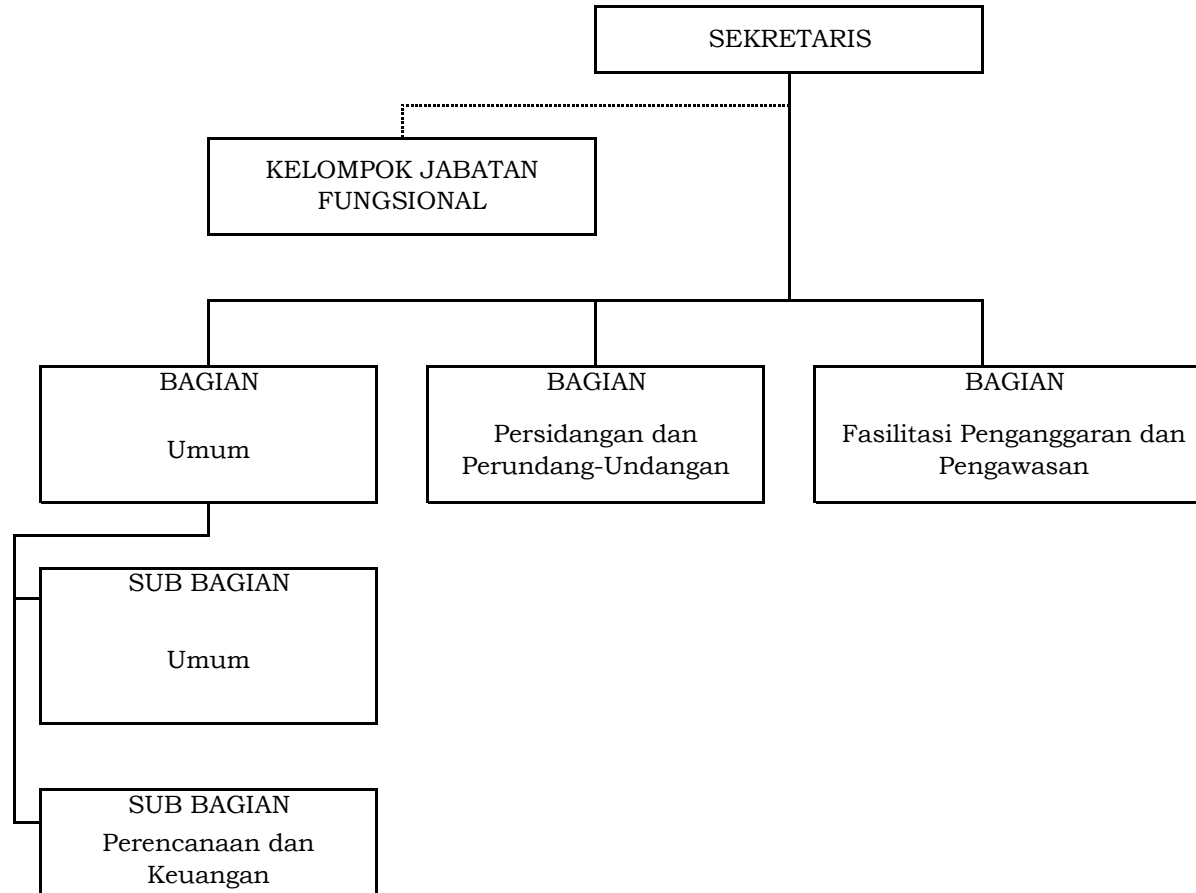 SEKRETARIS
KELOMPOK JABATAN
FUNGSIONAL
BAGIAN
Umum
BAGIAN
Persidangan dan
Perundang-Undangan
BAGIAN
Fasilitasi Penganggaran dan
Pengawasan
SUB BAGIAN
Umum
SUB BAGIAN
Perencanaan dan
Keuangan